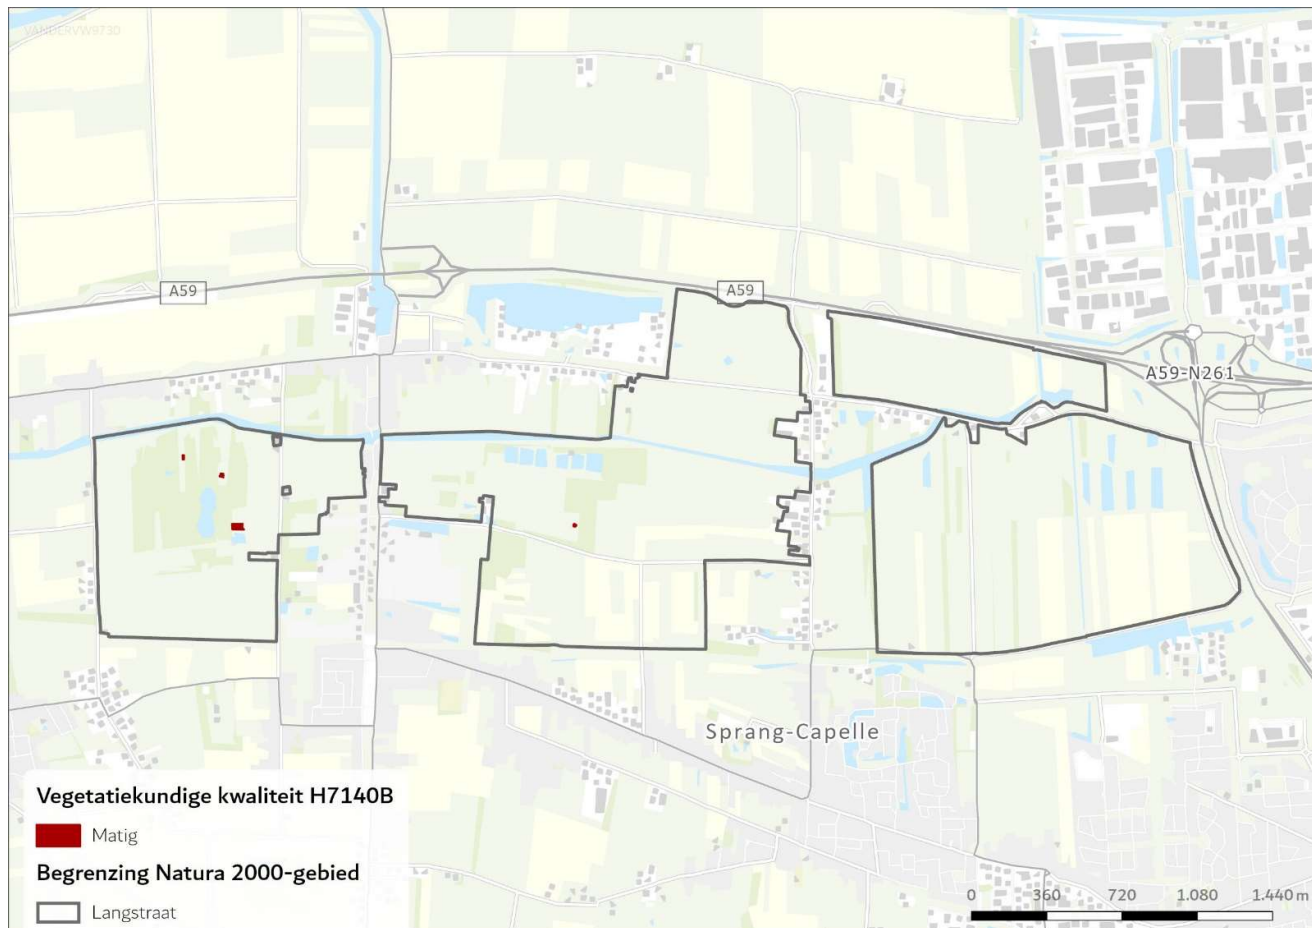 VANDERVW9730
A59
A59
A59-N261
Sprang-Capelle
Vegetatiekundige kwaliteit H7140B
Matig
Begrenzing Natura 2000-gebied
Langstraat
0 360 720 1.080 1.440 m